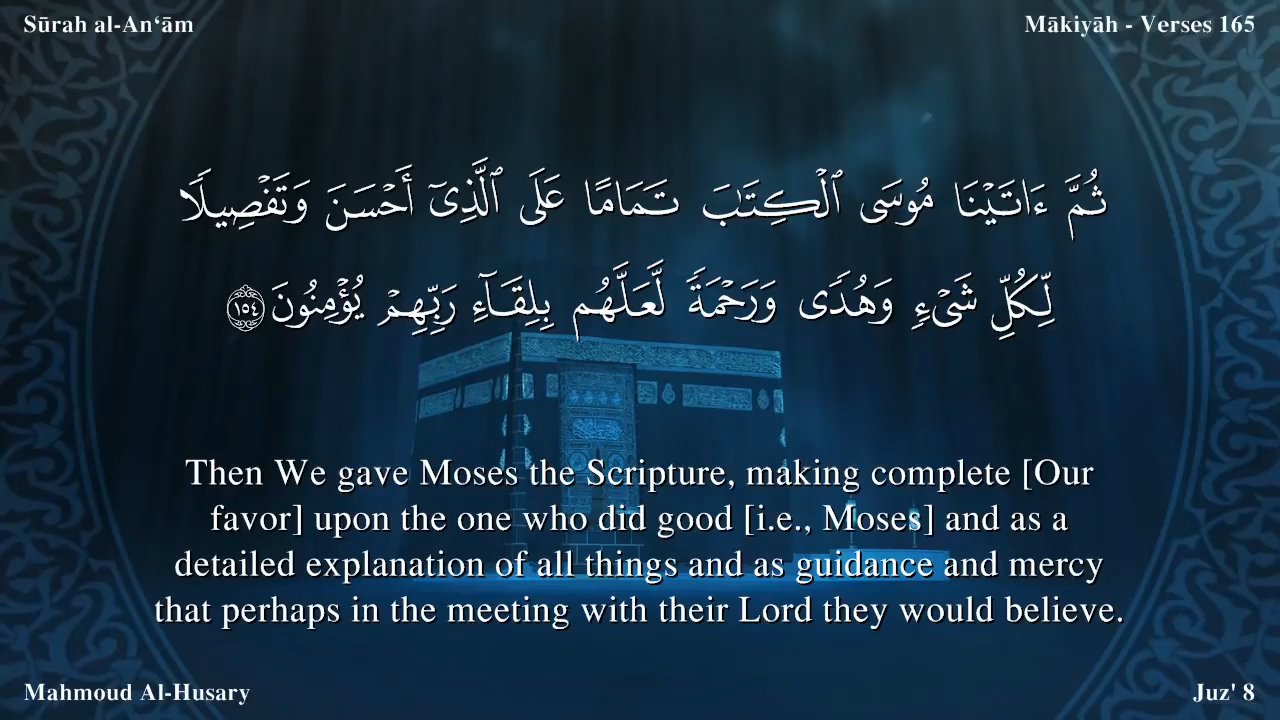 Sūrah al-An‘ām
Mākiyāh - Verses 165
ثُمَّ ءَاتَيْنَا مُوسَى ٱلْكِتَٰبَ تَمَامًا عَلَى ٱلَّذِىٓ أَحْسَنَ وَتَفْصِيلًا
لِّكُلِّ شَىْءٍ وَهُدًى وَرَحْمَةً لَّعَلَّهُم بِلِقَآءِ رَبِّهِمْ يُؤْمِنُونَ ١٥٤
Then We gave Moses the Scripture, making complete [Our
favor] upon the one who did good [i.e., Moses] and as a
detailed explanation of all things and as guidance and mercy
that perhaps in the meeting with their Lord they would believe.
Mahmoud Al-Husary
Juz' 8